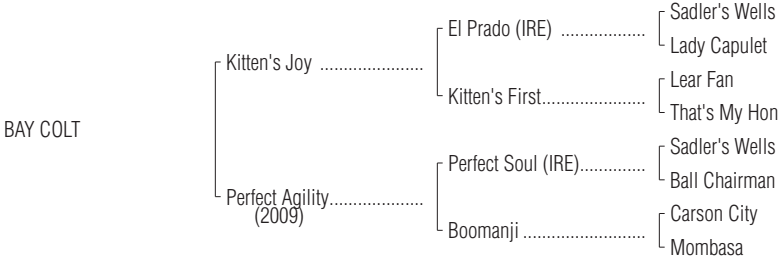 Sadler's Wells
El Prado (IRE) ...................
Lady Capulet
Kitten's Joy .......................
Lear Fan
Kitten's First.......................
That's My Hon
BAY COLT
Sadler's Wells
Perfect Soul (IRE)...............
Ball Chairman
Perfect Agility.....................
(2009)
Carson City
Boomanji ...........................
Mombasa